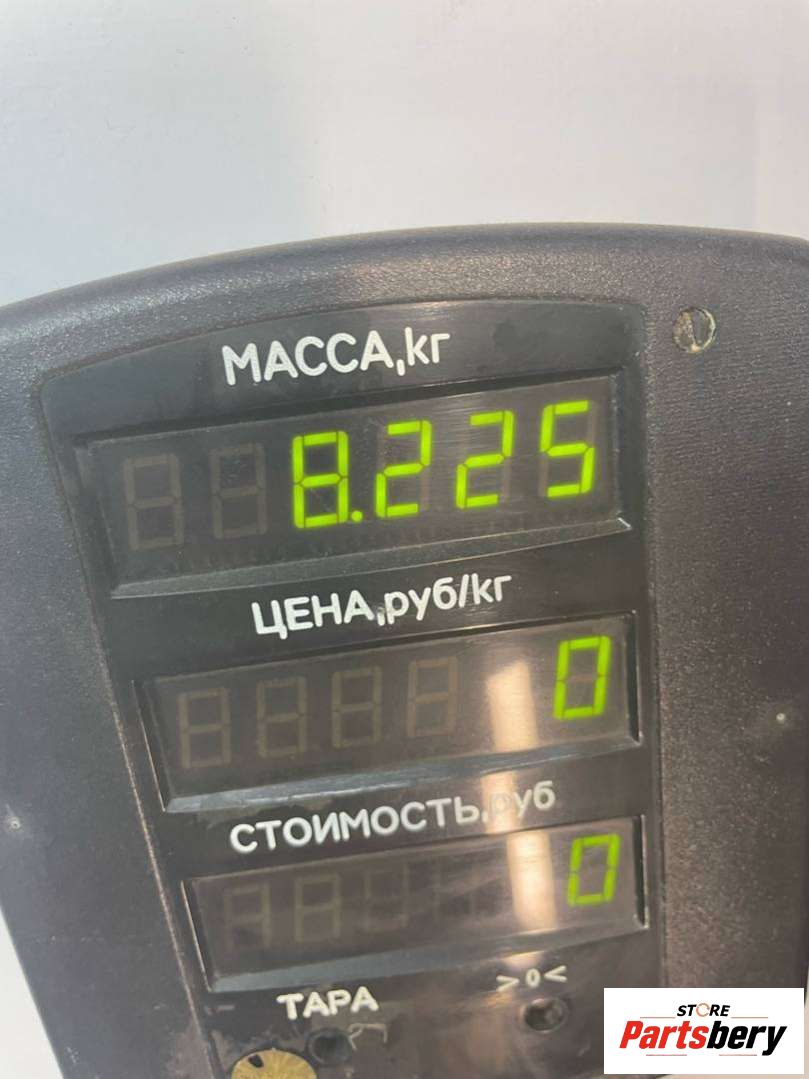 МАССА,кг
8.225
ЦЕНА,руб/кг
0
СТОИМОСТЬ,руб
0
>0<
ТАРА
STORE
Partsbery